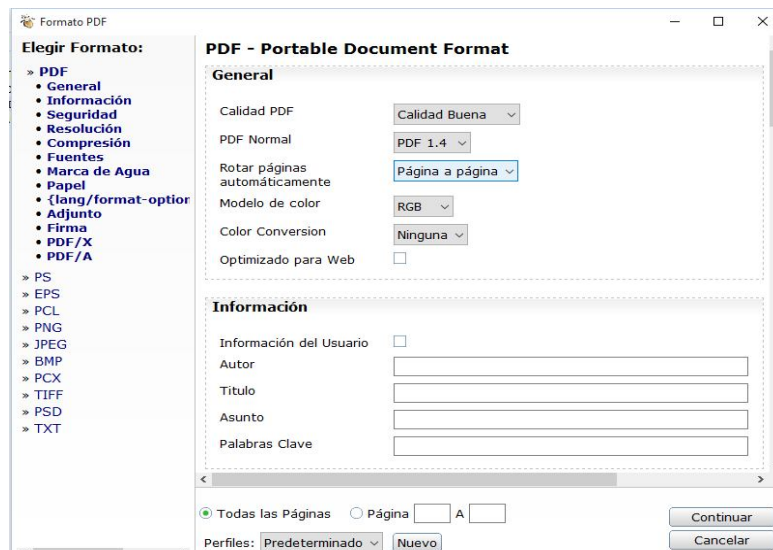 Formato PDF
Elegir Formato:
» PDF
• General
• Información
• Seguridad
• Resolución
• Compresión
• Fuentes
• Marca de Agua
• Papel
• {lang/format-option
• Adjunto
• Firma
• PDF/X
• PDF/A
» PS
» EPS
» PCL
» PNG
» JPEG
» BMP
» PCX
» TIFF
» PSD
» TXT
PDF - Portable Document Format
General
Calidad PDF Calidad Buena
PDF Normal PDF 1.4
Rotar páginas automáticamente Página a página
Modelo de color RGB
Color Conversion Ninguna
Optimizado para Web
Información
Información del Usuario
Autor
Titulo
Asunto
Palabras Clave
Todas las Páginas Página A
Continuar
Perfiles: Predeterminado Nuevo
Cancelar